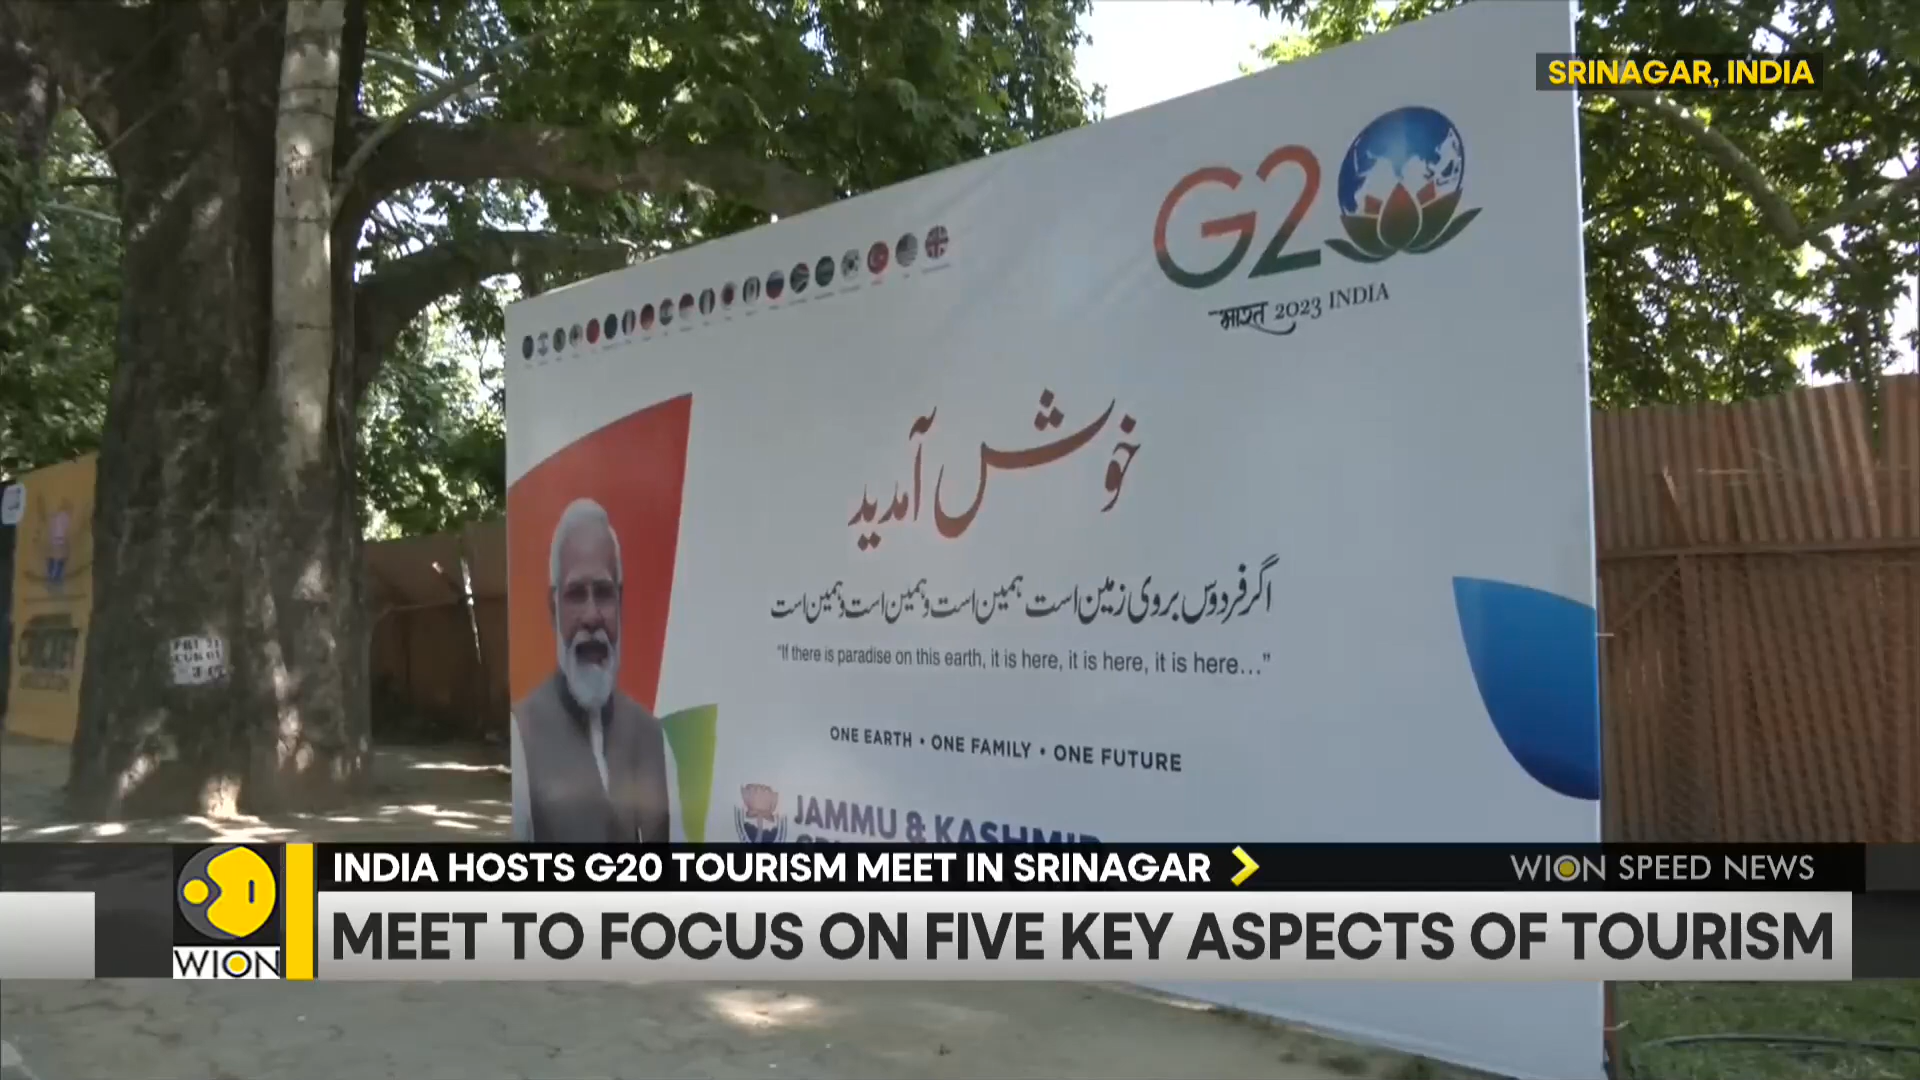 SRINAGAR, INDIA
G20
भारत 2023 INDIA
خوش آمدید
اگر فردوس بروی زمین است ہمین است و ہمین است و ہمین است
"If there is paradise on this earth, it is here, it is here, it is here..."
ONE EARTH • ONE FAMILY • ONE FUTURE
JAMMU & KASHMIR
INDIA HOSTS G20 TOURISM MEET IN SRINAGAR
WION SPEED NEWS
WION
MEET TO FOCUS ON FIVE KEY ASPECTS OF TOURISM